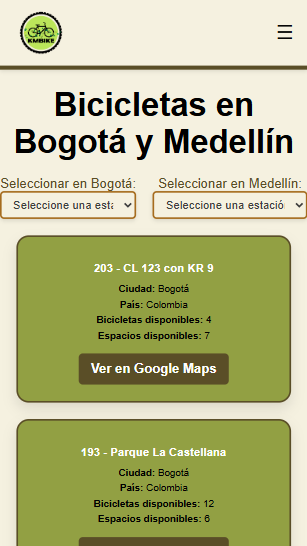 KMBIKE
Bicicletas en
Bogotá y Medellín
Seleccionar en Bogotá:
Seleccionar en Medellín:
Seleccione una esta
Seleccione una estació
203 - CL 123 con KR 9
Ciudad: Bogotá
País: Colombia
Bicicletas disponibles: 4
Espacios disponibles: 7
Ver en Google Maps
193 - Parque La Castellana
Ciudad: Bogotá
País: Colombia
Bicicletas disponibles: 12
Espacios disponibles: 6